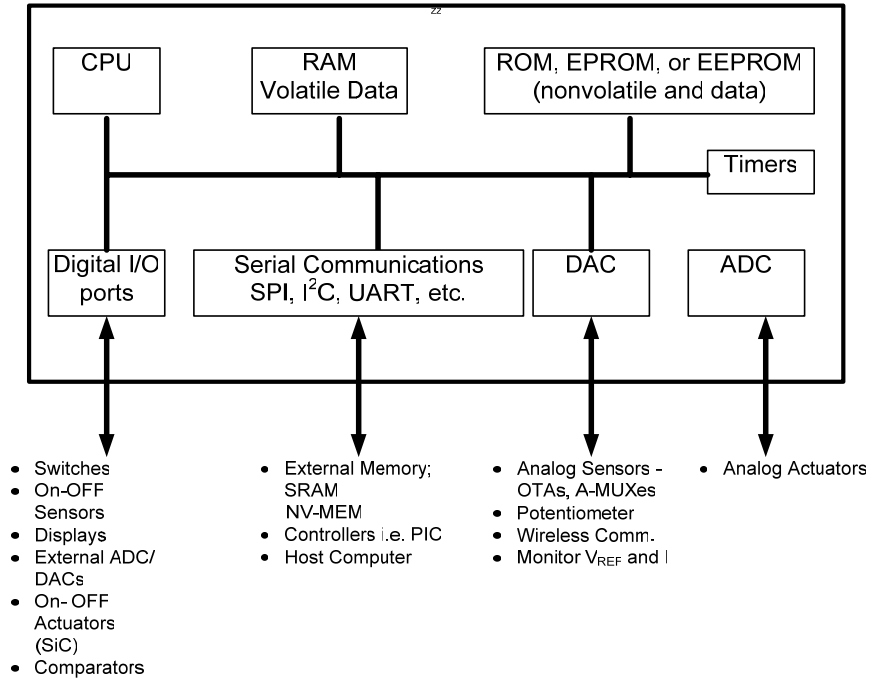 zz
CPU
RAM
Volatile Data
ROM, EPROM, or EEPROM
(nonvolatile and data)
Timers
Digital I/O
ports
Serial Communications
SPI, I²C, UART, etc.
DAC
ADC
• Switches
• On-OFF
Sensors
• Displays
• External ADC/
DACs
• On- OFF
Actuators
(SiC)
• Comparators
• External Memory;
SRAM
NV-MEM
• Controllers i.e. PIC
• Host Computer
• Analog Sensors -
OTAs, A-MUXes
• Potentiometer
• Wireless Comm.
• Monitor VREF and I
• Analog Actuators